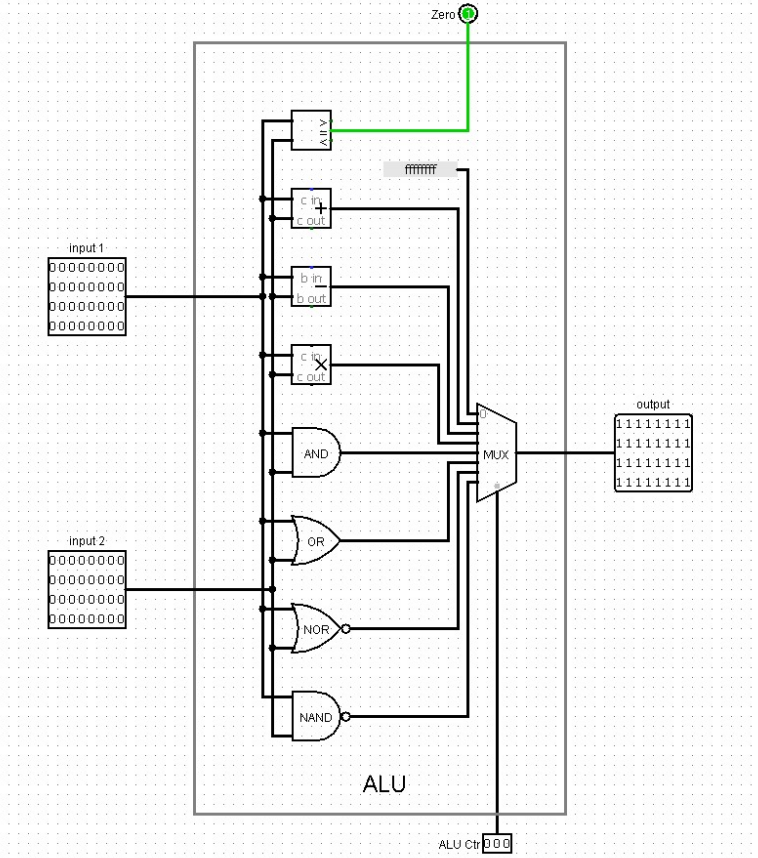 Zero
1
>
=
<
ffffffff
c in
+
c out
input 1
00000000
00000000
00000000
00000000
b in
−
b out
c in
×
c out
output
0
11111111
11111111
11111111
11111111
AND
MUX
OR
input 2
00000000
00000000
00000000
00000000
NOR
NAND
ALU
ALU Ctr
000